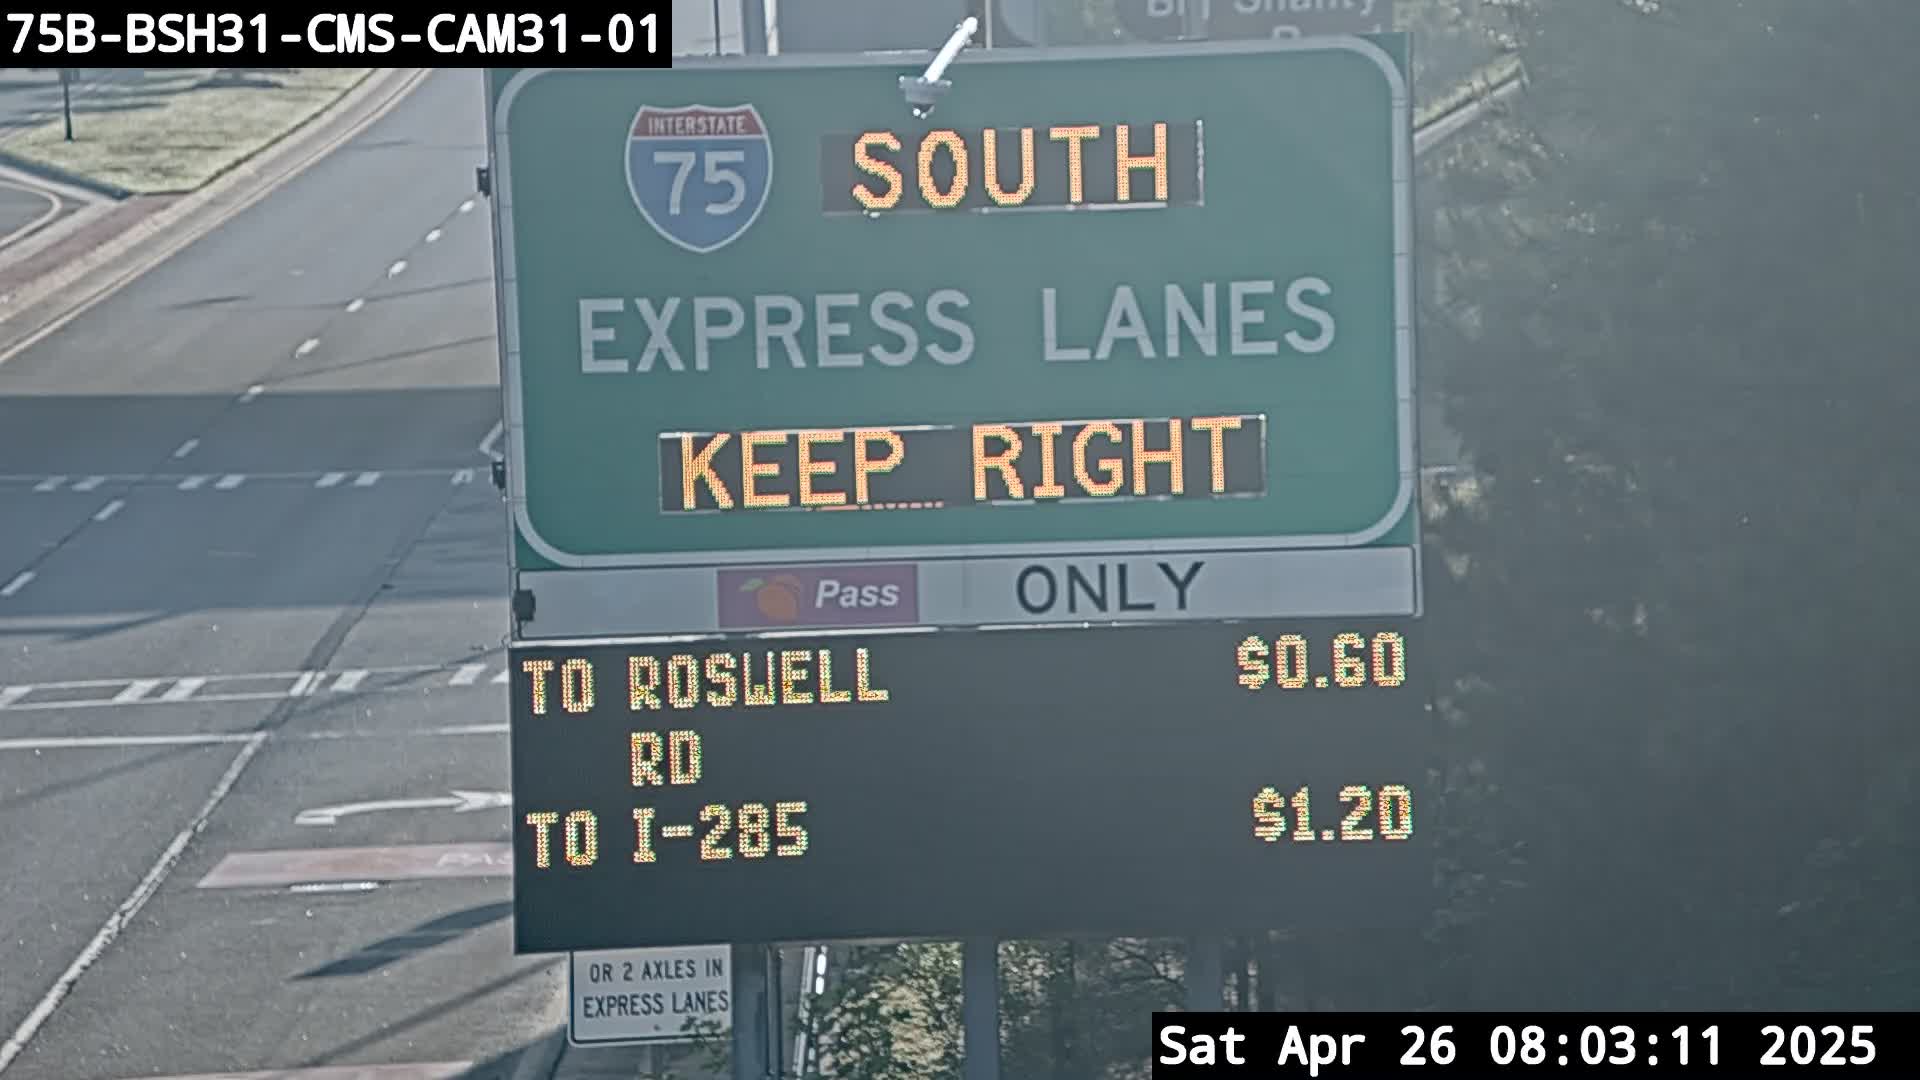 75B-BSH31-CMS-CAM31-01
Shanty
INTERSTATE
75
SOUTH
EXPRESS LANES
KEEP RIGHT
Pass ONLY
TO ROSWELL $0.60
RD
TO I-285 $1.20
OR 2 AXLES IN
EXPRESS LANES
Sat Apr 26 08:03:11 2025